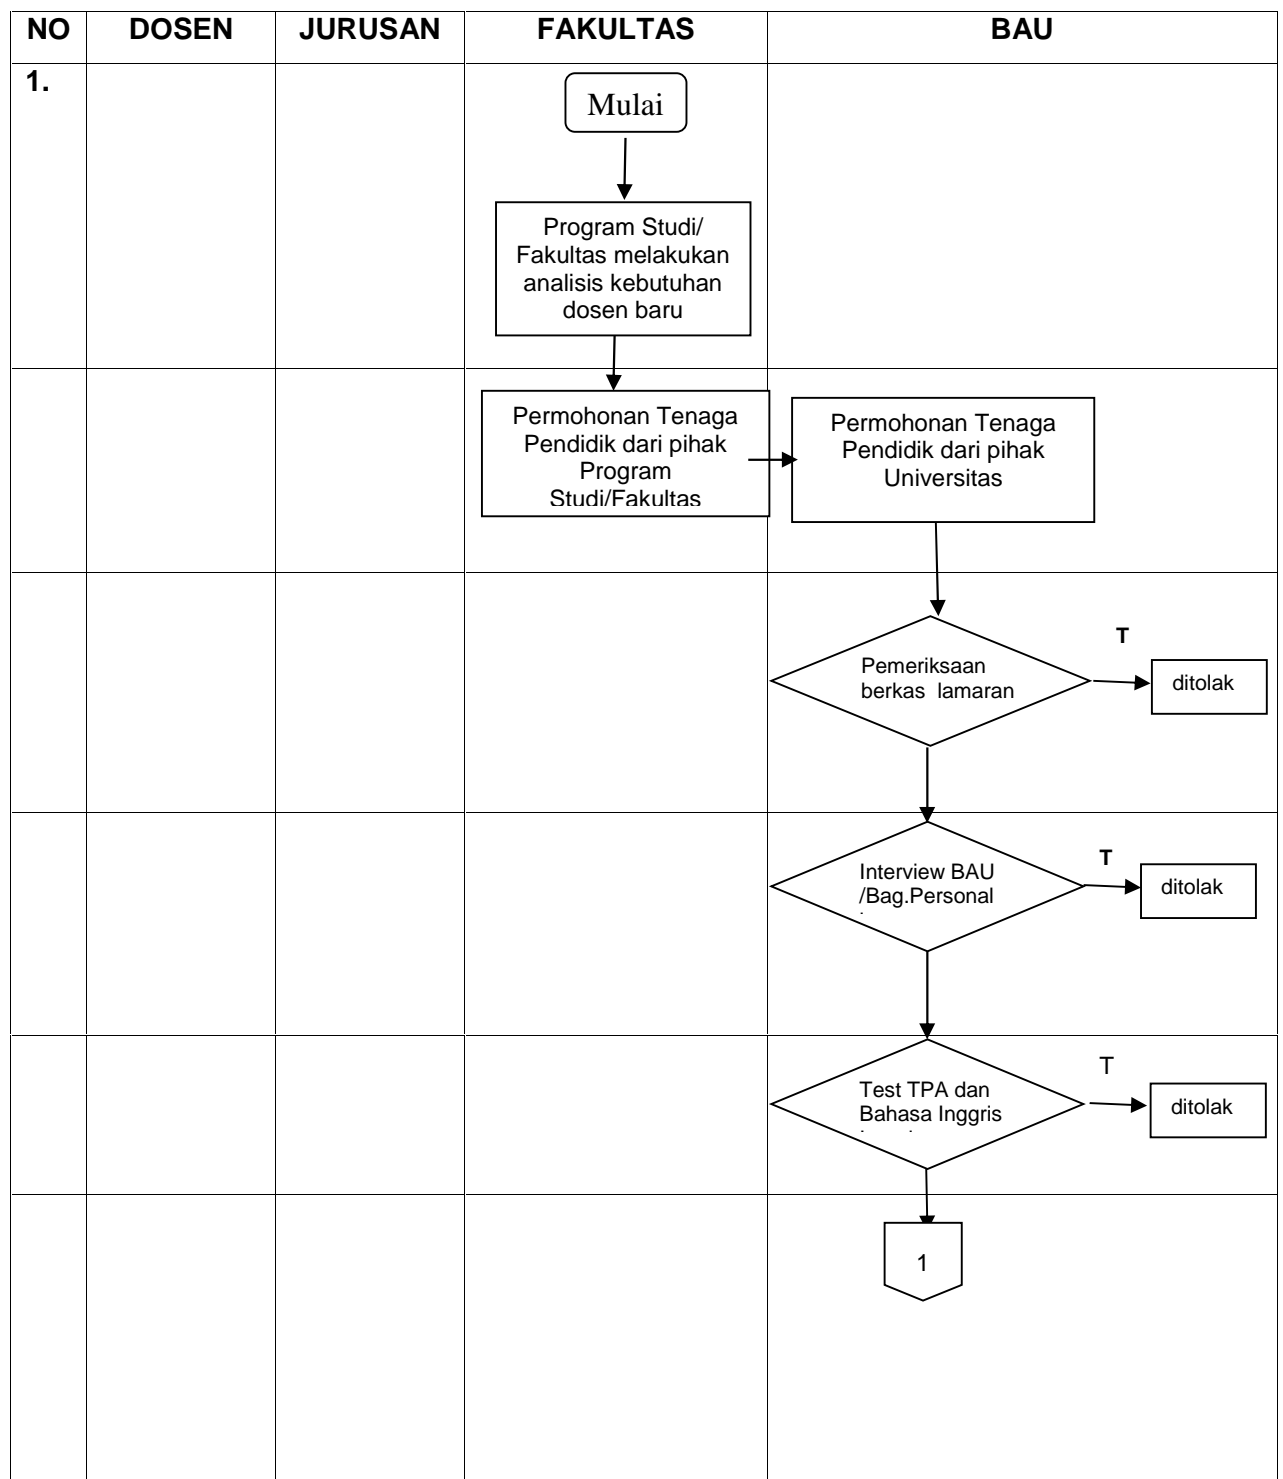 NO DOSEN JURUSAN FAKULTAS BAU
1.
Mulai
Program Studi/
Fakultas melakukan
analisis kebutuhan
dosen baru
Permohonan Tenaga
Pendidik dari pihak
Program
Studi/Fakultas
Permohonan Tenaga
Pendidik dari pihak
Universitas
Pemeriksaan
berkas lamaran
T
ditolak
Interview BAU
/Bag.Personal
T
ditolak
Test TPA dan
Bahasa Inggris
T
ditolak
1